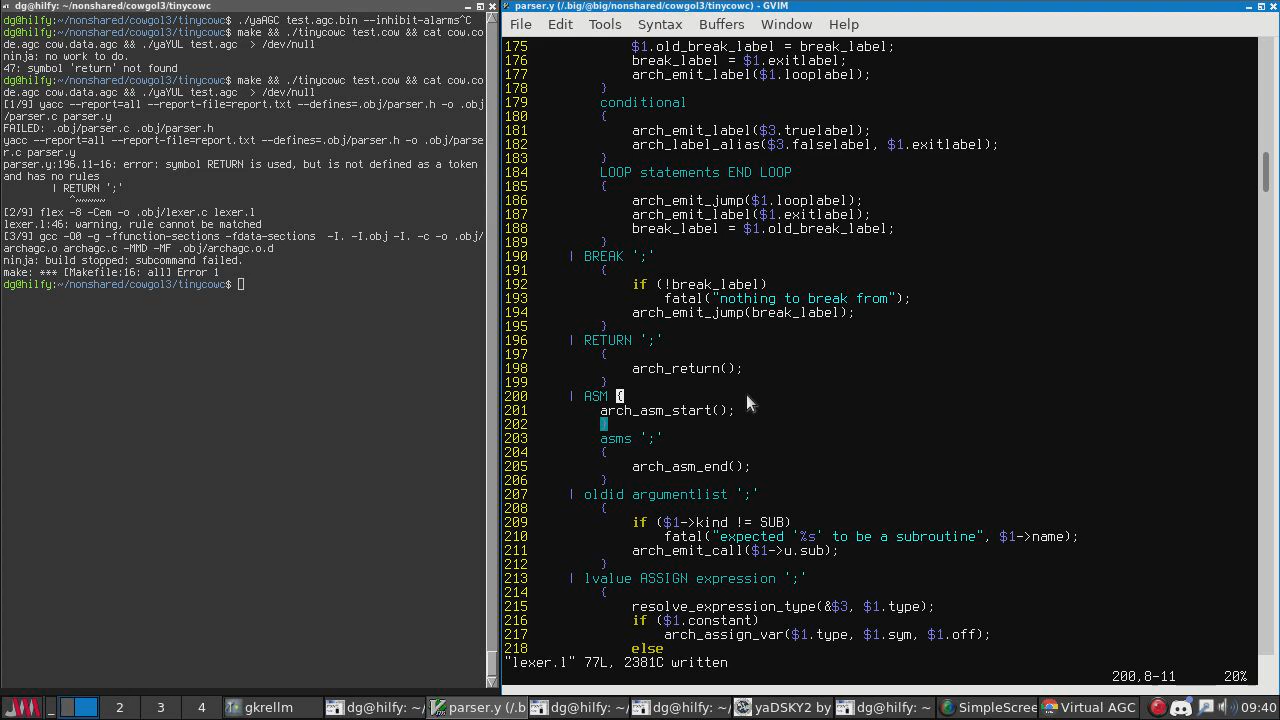 dg@hilfy: ~/nonshared/cowgol3/tinycowc
dg@hilfy:~/nonshared/cowgol3/tinycowc$ ./yaAGC test.agc.bin --inhibit-alarms^C
dg@hilfy:~/nonshared/cowgol3/tinycowc$ make && ./tinycowc test.cow && cat cow.co
de.agc cow.data.agc && ./yaYUL test.agc > /dev/null
ninja: no work to do.
47: symbol 'return' not found
dg@hilfy:~/nonshared/cowgol3/tinycowc$ make && ./tinycowc test.cow && cat cow.co
de.agc cow.data.agc && ./yaYUL test.agc > /dev/null
[1/9] yacc --report=all --report-file=report.txt --defines=.obj/parser.h -o .obj
/parser.c parser.y
FAILED: .obj/parser.c .obj/parser.h
yacc --report=all --report-file=report.txt --defines=.obj/parser.h -o .obj/parse
r.c parser.y
parser.y:196.11-16: error: symbol RETURN is used, but is not defined as a token
and has no rules
| RETURN ';'
^~~~~~
[2/9] flex -8 -Cem -o .obj/lexer.c lexer.l
lexer.l:46: warning, rule cannot be matched
[3/9] gcc -O0 -g -ffunction-sections -fdata-sections  -I. -I.obj -I. -c -o .obj/
archagc.o archagc.c -MMD -MF .obj/archagc.o.d
ninja: build stopped: subcommand failed.
make: *** [Makefile:16: all] Error 1
dg@hilfy:~/nonshared/cowgol3/tinycowc$
parser.y (/.big/@big/nonshared/cowgol3/tinycowc) - GVIM
File Edit Tools Syntax Buffers Window Help
175 $1.old_break_label = break_label;
176 break_label = $1.exitlabel;
177 arch_emit_label($1.looplabel);
178 }
179 conditional
180 {
181 arch_emit_label($3.truelabel);
182 arch_label_alias($3.falselabel, $1.exitlabel);
183 }
184 LOOP statements END LOOP
185 {
186 arch_emit_jump($1.looplabel);
187 arch_emit_label($1.exitlabel);
188 break_label = $1.old_break_label;
189 }
190 | BREAK ';'
191 {
192 if (!break_label)
193 fatal("nothing to break from");
194 arch_emit_jump(break_label);
195 }
196 | RETURN ';'
197 {
198 arch_return();
199 }
200 | ASM {
201 arch_asm_start();
202 }
203 asms ';'
204 {
205 arch_asm_end();
206 }
207 | oldid argumentlist ';'
208 {
209 if ($1->kind != SUB)
210 fatal("expected '%s' to be a subroutine", $1->name);
211 arch_emit_call($1->u.sub);
212 }
213 | lvalue ASSIGN expression ';'
214 {
215 resolve_expression_type(&$3, $1.type);
216 if ($1.constant)
217 arch_assign_var($1.type, $1.sym, $1.off);
218 else
"lexer.l" 77L, 2381C written
200,8-11 20%
2 3 4 gkrellm dg@hilfy: ~/ parser.y (/.b dg@hilfy: ~/ dg@hilfy: ~/ yaDSKY2 b dg@hilfy: ~/ SimpleScree Virtual AGC 09:40